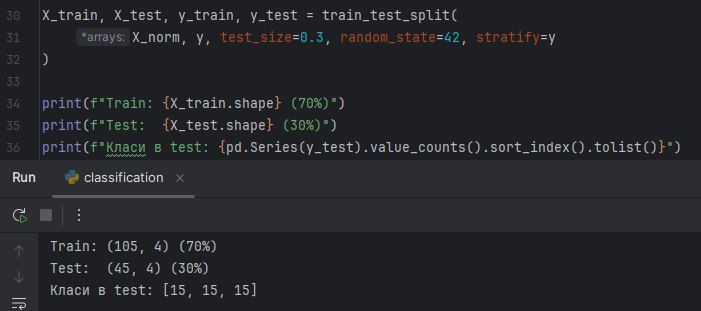 30 X_train, X_test, y_train, y_test = train_test_split(
31 *arrays: X_norm, y, test_size=0.3, random_state=42, stratify=y
32 )
33
34 print(f"Train: {X_train.shape} (70%)")
35 print(f"Test:  {X_test.shape} (30%)")
36 print(f"Класи в test: {pd.Series(y_test).value_counts().sort_index().tolist()}")
Run classification ×
Train: (105, 4) (70%)
Test:  (45, 4) (30%)
Класи в test: [15, 15, 15]